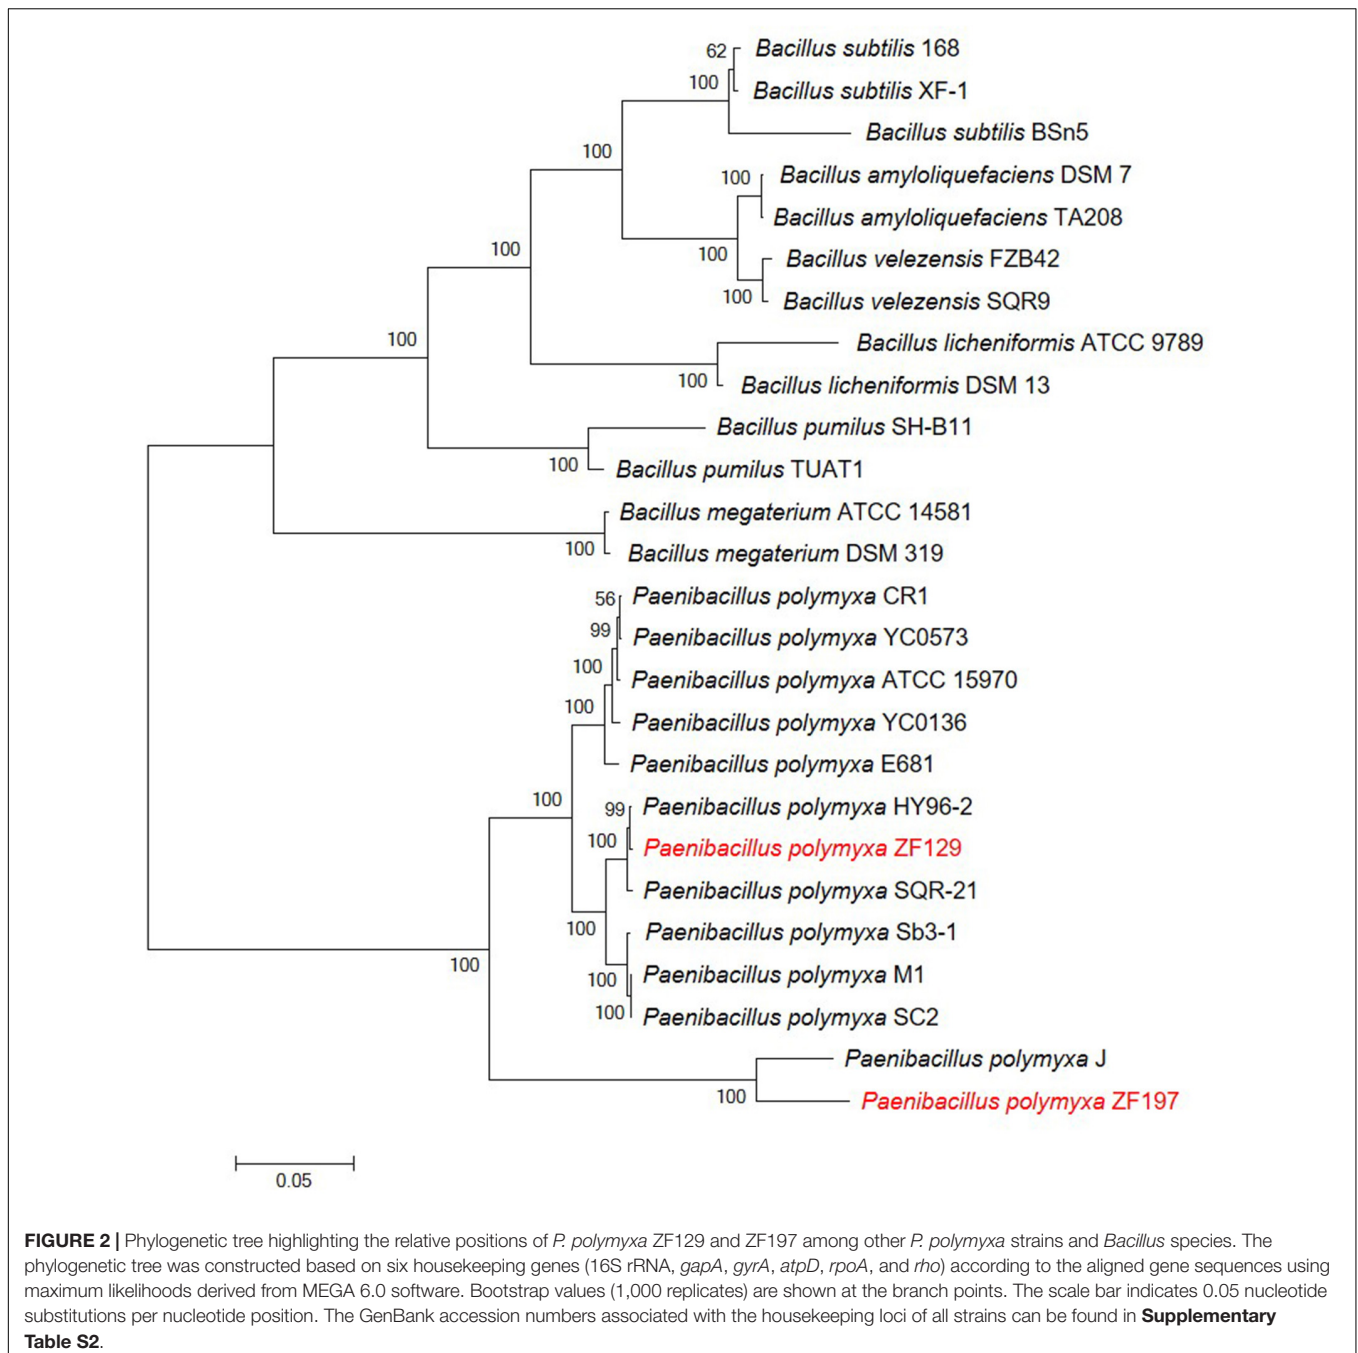 62
Bacillus subtilis 168
100
Bacillus subtilis XF-1
Bacillus subtilis BSn5
100
100
Bacillus amyloliquefaciens DSM 7
Bacillus amyloliquefaciens TA208
100
100
Bacillus velezensis FZB42
100
Bacillus velezensis SQR9
100
Bacillus licheniformis ATCC 9789
100
Bacillus licheniformis DSM 13
Bacillus pumilus SH-B11
100
Bacillus pumilus TUAT1
Bacillus megaterium ATCC 14581
100
Bacillus megaterium DSM 319
56
Paenibacillus polymyxa CR1
99
Paenibacillus polymyxa YC0573
100
Paenibacillus polymyxa ATCC 15970
100
Paenibacillus polymyxa YC0136
Paenibacillus polymyxa E681
100
99
Paenibacillus polymyxa HY96-2
100
Paenibacillus polymyxa ZF129
Paenibacillus polymyxa SQR-21
100
Paenibacillus polymyxa Sb3-1
100
100
Paenibacillus polymyxa M1
100
Paenibacillus polymyxa SC2
Paenibacillus polymyxa J
100
Paenibacillus polymyxa ZF197
0.05
FIGURE 2 | Phylogenetic tree highlighting the relative positions of P. polymyxa ZF129 and ZF197 among other P. polymyxa strains and Bacillus species. The
phylogenetic tree was constructed based on six housekeeping genes (16S rRNA, gapA, gyrA, atpD, rpoA, and rho) according to the aligned gene sequences using
maximum likelihoods derived from MEGA 6.0 software. Bootstrap values (1,000 replicates) are shown at the branch points. The scale bar indicates 0.05 nucleotide
substitutions per nucleotide position. The GenBank accession numbers associated with the housekeeping loci of all strains can be found in Supplementary
Table S2.